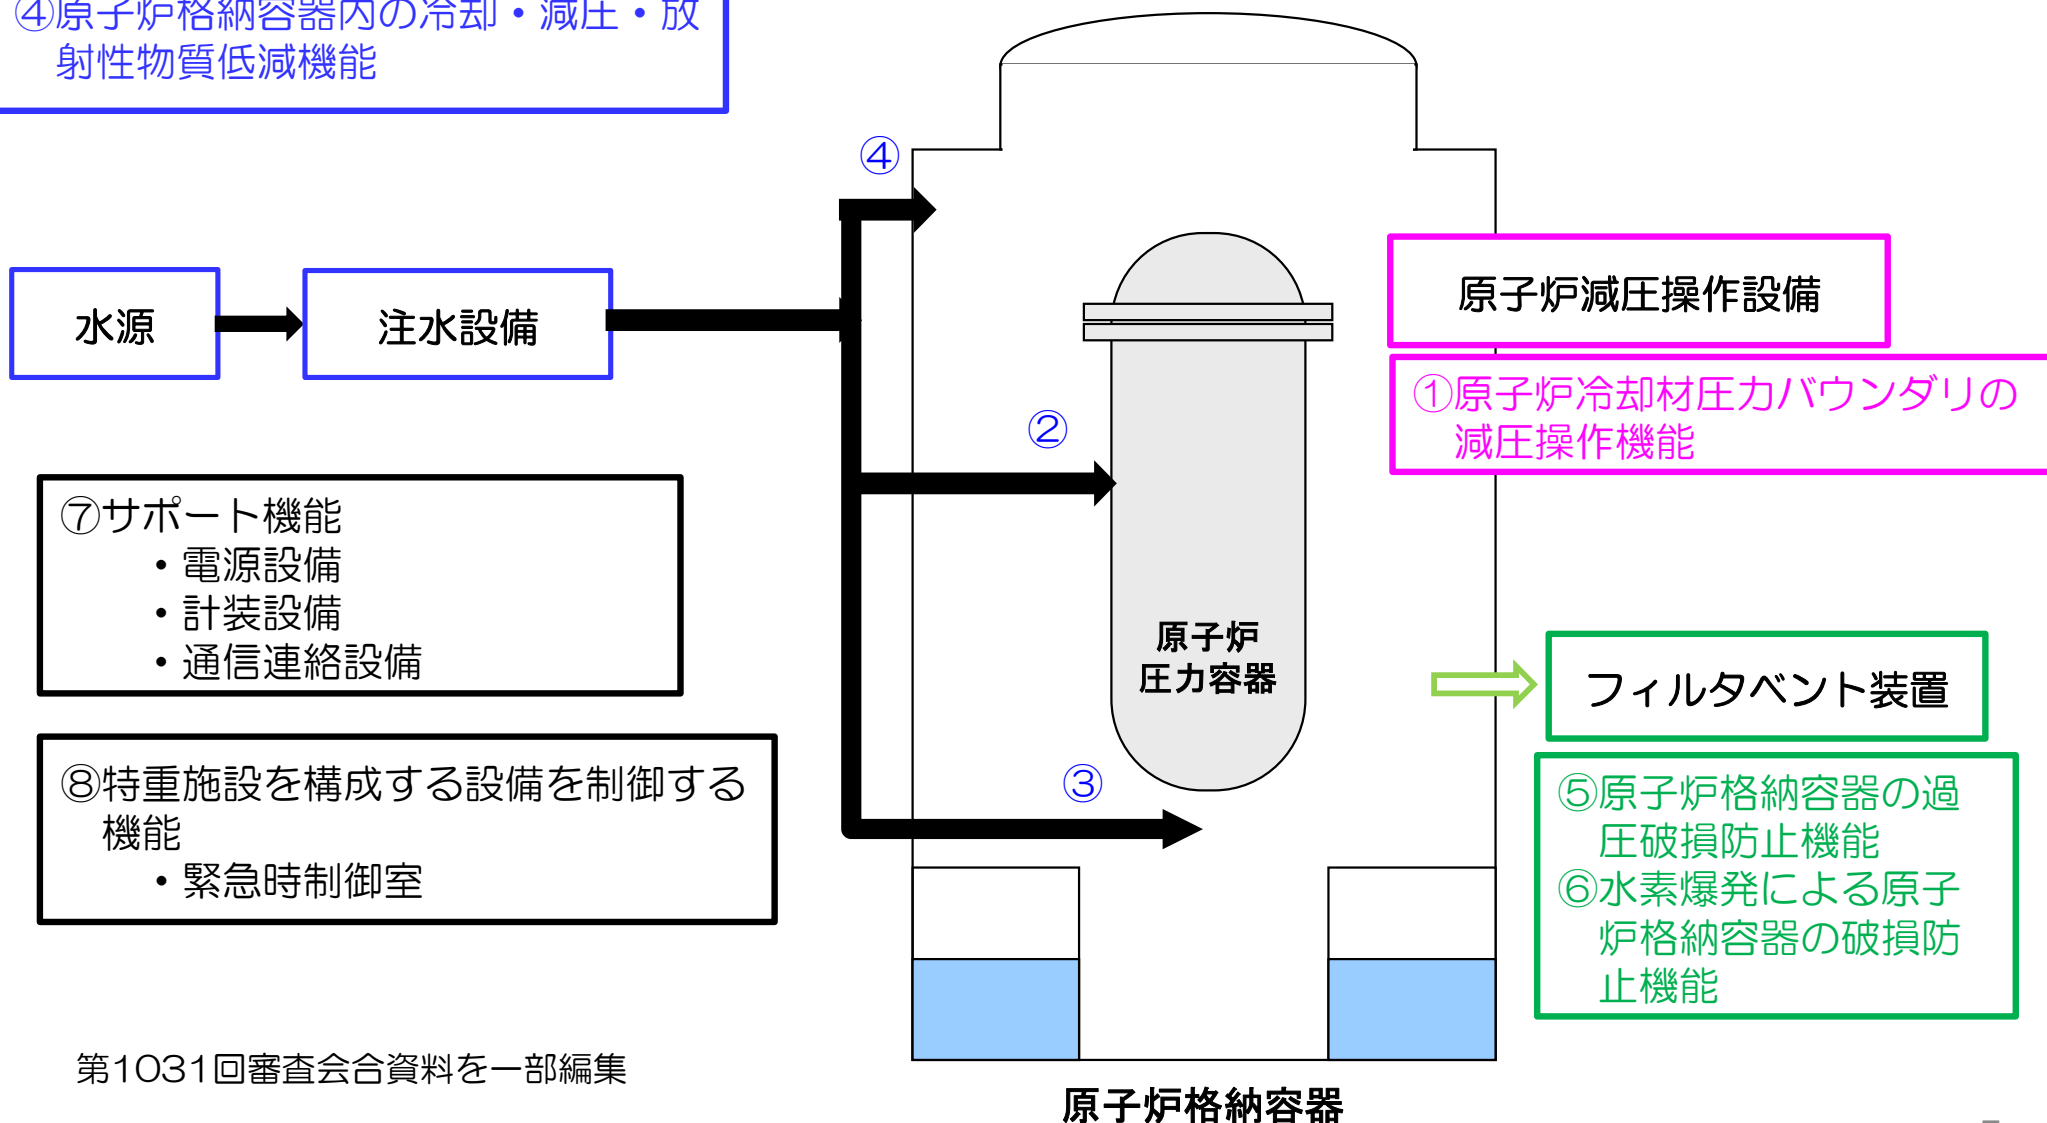 ④原子炉格納容器内の冷却・減圧・放
射性物質低減機能
④
水源
注水設備
原子炉減圧操作設備
①原子炉冷却材圧力バウンダリの
減圧操作機能
②
⑦サポート機能
・電源設備
・計装設備
・通信連絡設備
原子炉
圧力容器
フィルタベント装置
⑧特重施設を構成する設備を制御する
機能
・緊急時制御室
③
⑤原子炉格納容器の過
圧破損防止機能
⑥水素爆発による原子
炉格納容器の破損防
止機能
第1031回審査会合資料を一部編集
原子炉格納容器